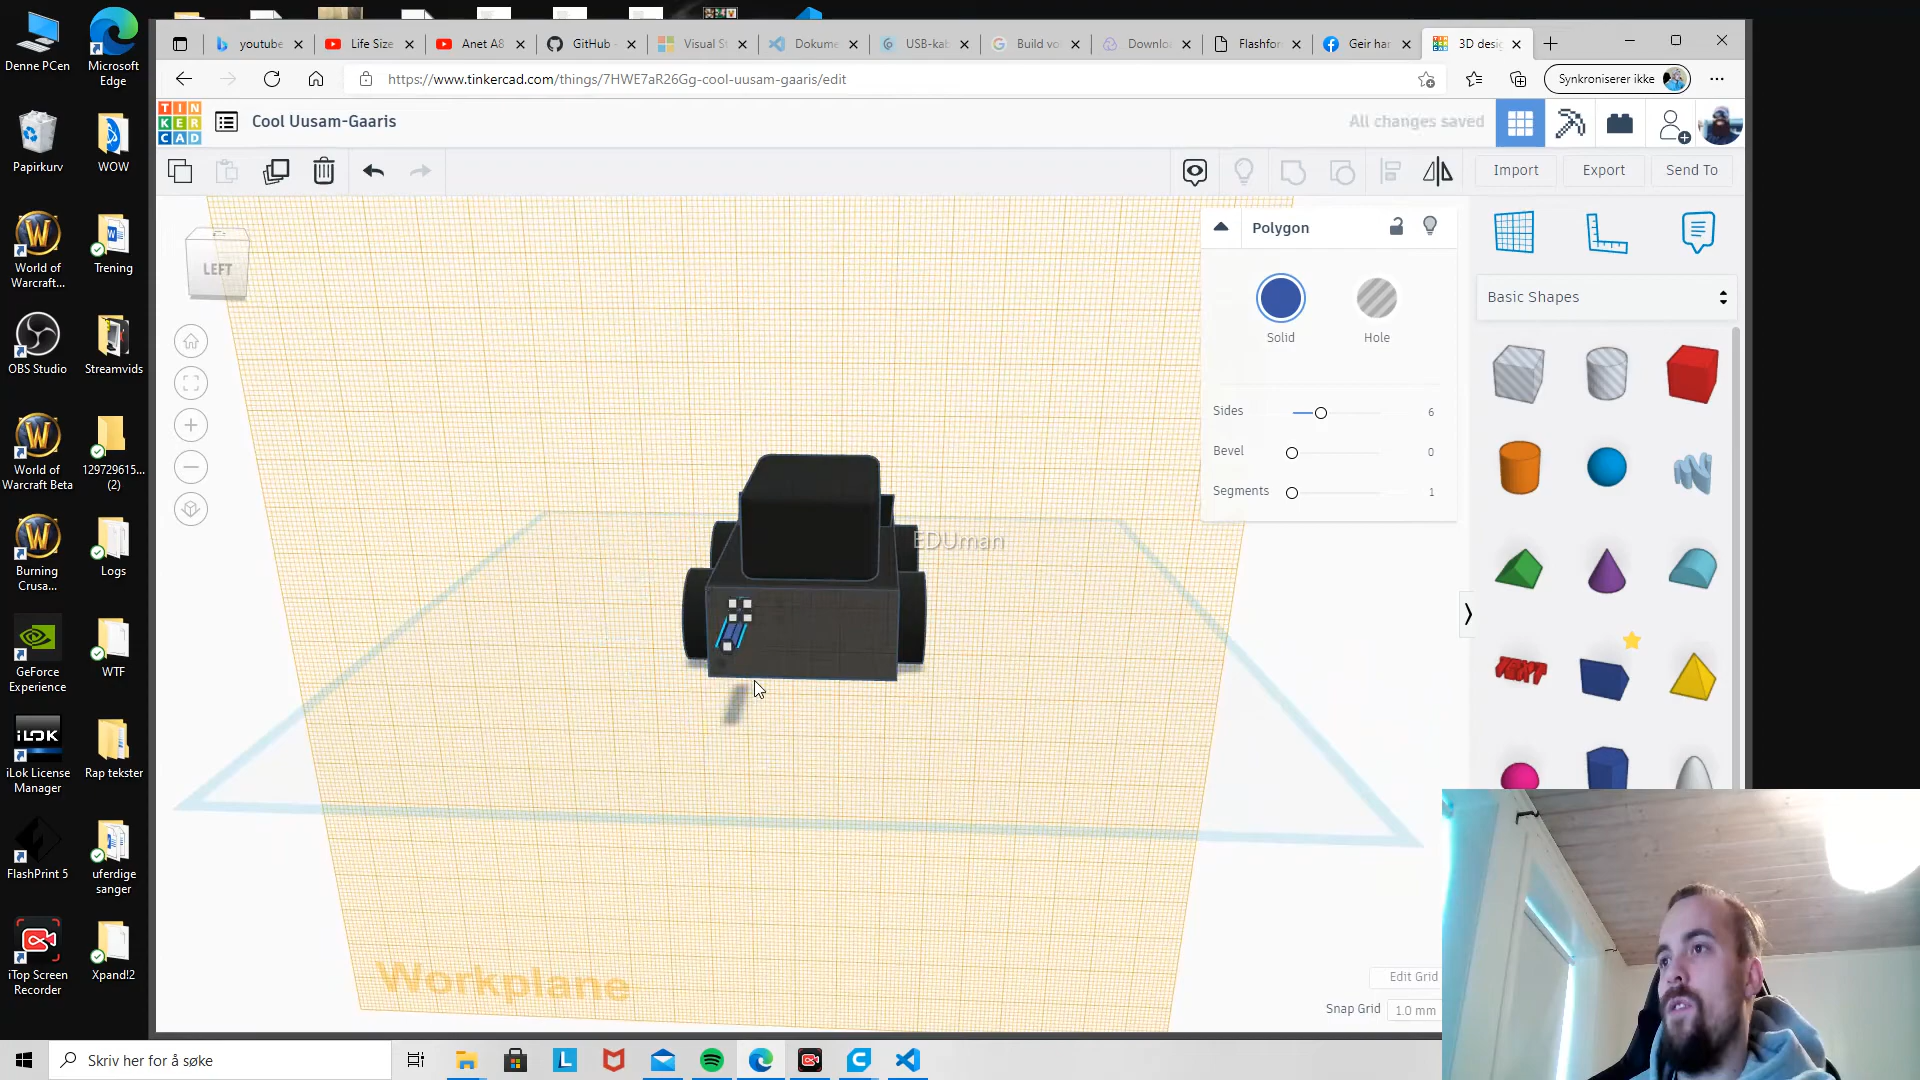 Denne PCen
Microsoft Edge
Papirkurv
WOW
World of Warcraft...
Trening
OBS Studio
Streamvids
World of Warcraft Beta
129729615... (2)
Burning Crusa...
Logs
GeForce Experience
WTF
iLOK
iLok License Manager
Rap tekster
FlashPrint 5
uferdige sanger
iTop Screen Recorder
Xpand!2
youtube
Life Size
Anet A8
GitHub -
Visual St
Dokume
USB-kab
Build vo
Downlo
Flashfor
Geir har
3D desi
https://www.tinkercad.com/things/7HWE7aR26Gg-cool-uusam-gaaris/edit
Synkroniserer ikke
TIN
KER
CAD
Cool Uusam-Gaaris
All changes saved
Import
Export
Send To
LEFT
Polygon
Solid
Hole
Sides
6
Bevel
0
Segments
1
Basic Shapes
TEXT
EDUman
Workplane
Edit Grid
Snap Grid
1.0 mm
Skriv her for å søke